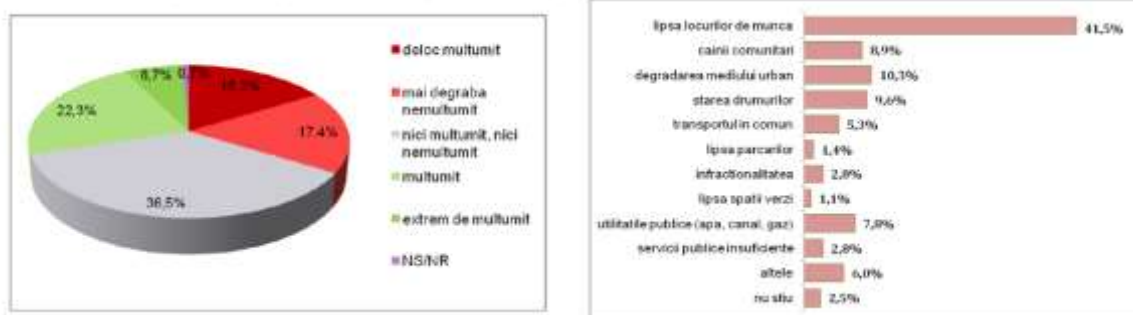 deloc multumit
mai degraba
nemultumit
nici multumit, nici
nemultumit
multumit
extrem de multumit
NS/NR
22,3%
17,4%
36,5%
lipsa locurilor de munca 41,5%
cainii comunitari 8,9%
degradarea mediului urban 10,3%
starea drumurilor 9,6%
transportul in comun 5,3%
lipsa parcarilor 1,4%
infractionalitatea 2,8%
lipsa spatii verzi 1,1%
utilitatile publice (apa, canal, gaz) 7,8%
servicii publice insuficiente 2,8%
altele 6,0%
nu stiu 2,5%